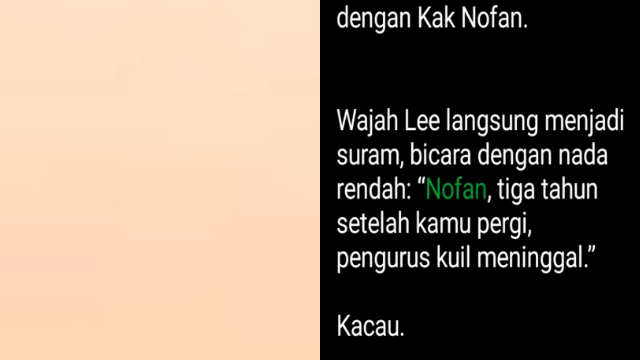 dengan Kak Nofan.
Wajah Lee langsung menjadi
suram, bicara dengan nada
rendah: “Nofan, tiga tahun
setelah kamu pergi,
pengurus kuil meninggal.”
Kacau.